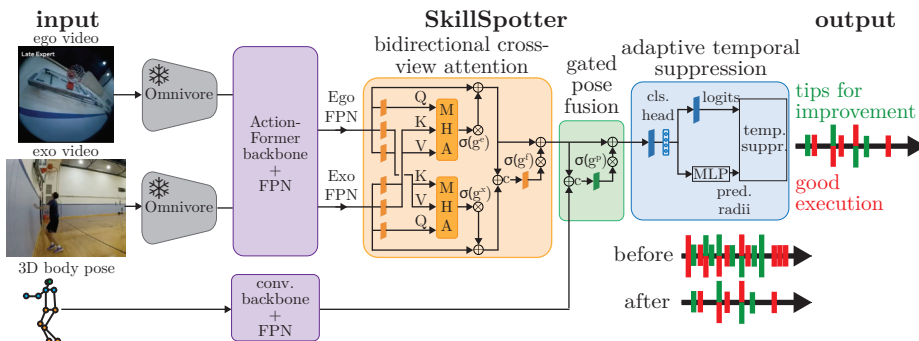 input
SkillSpotter
output
ego video
Late Expert
Omnivore
exo video
Omnivore
3D body pose
Action-
Former
backbone
+
FPN
conv.
backbone
+
FPN
Ego
FPN
Exo
FPN
bidirectional cross-
view attention
Q
K
V
M
H
A
σ(gᵉ)
K
V
Q
M
H
A
σ(gˣ)
c
σ(gᶠ)
gated
pose
fusion
c
σ(gᵖ)
adaptive temporal
suppression
cls.
head
logits
MLP
pred.
radii
temp.
suppr.
tips for
improvement
good
execution
before
after